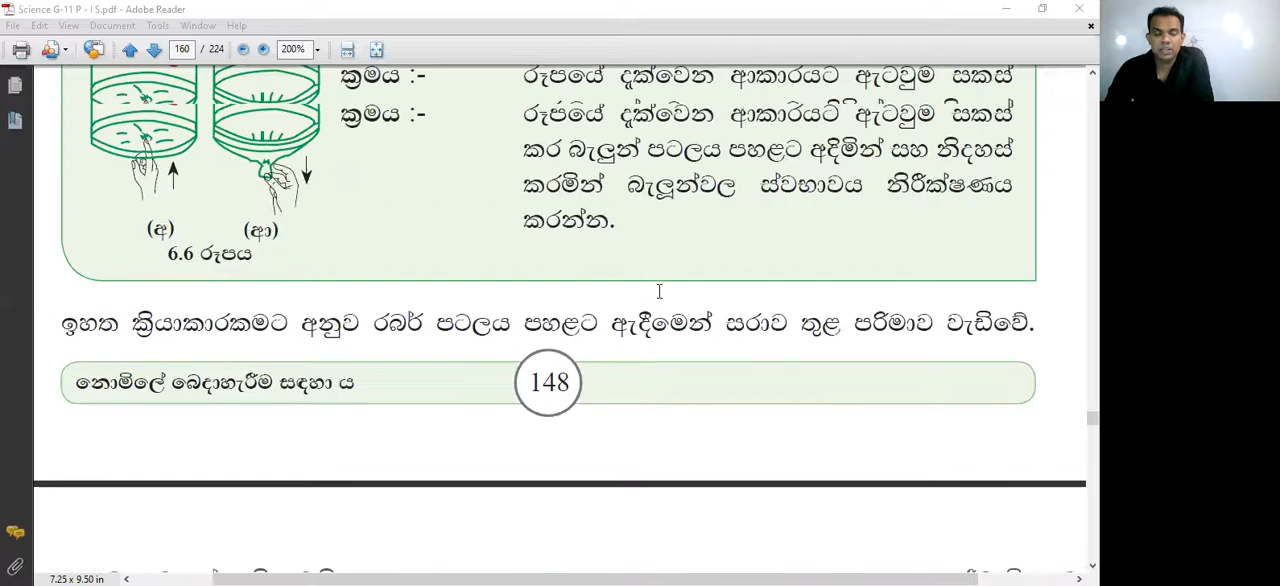 Science G-11 P - I S.pdf - Adobe Reader
File Edit View Document Tools Window Help
160 / 224 200%
ක්‍රමය :- රූපයේ දැක්වෙන ආකාරයට ඇටවුම සකස්
ක්‍රමය :- රූපයේ දැක්වෙන ආකාරයට ඇටවුම සකස්
කර බැලුන් පටලය පහළට අදිමින් සහ නිදහස්
කරමින් බැලූන්වල ස්වභාවය නිරීක්ෂණය
කරන්න.
(අ) (ආ)
6.6 රූපය
ඉහත ක්‍රියාකාරකමට අනුව රබර් පටලය පහළට ඇදීමෙන් සරාව තුළ පරිමාව වැඩිවේ.
නොමිලේ බෙදාහැරීම සඳහා ය
148
7.25 x 9.50 in